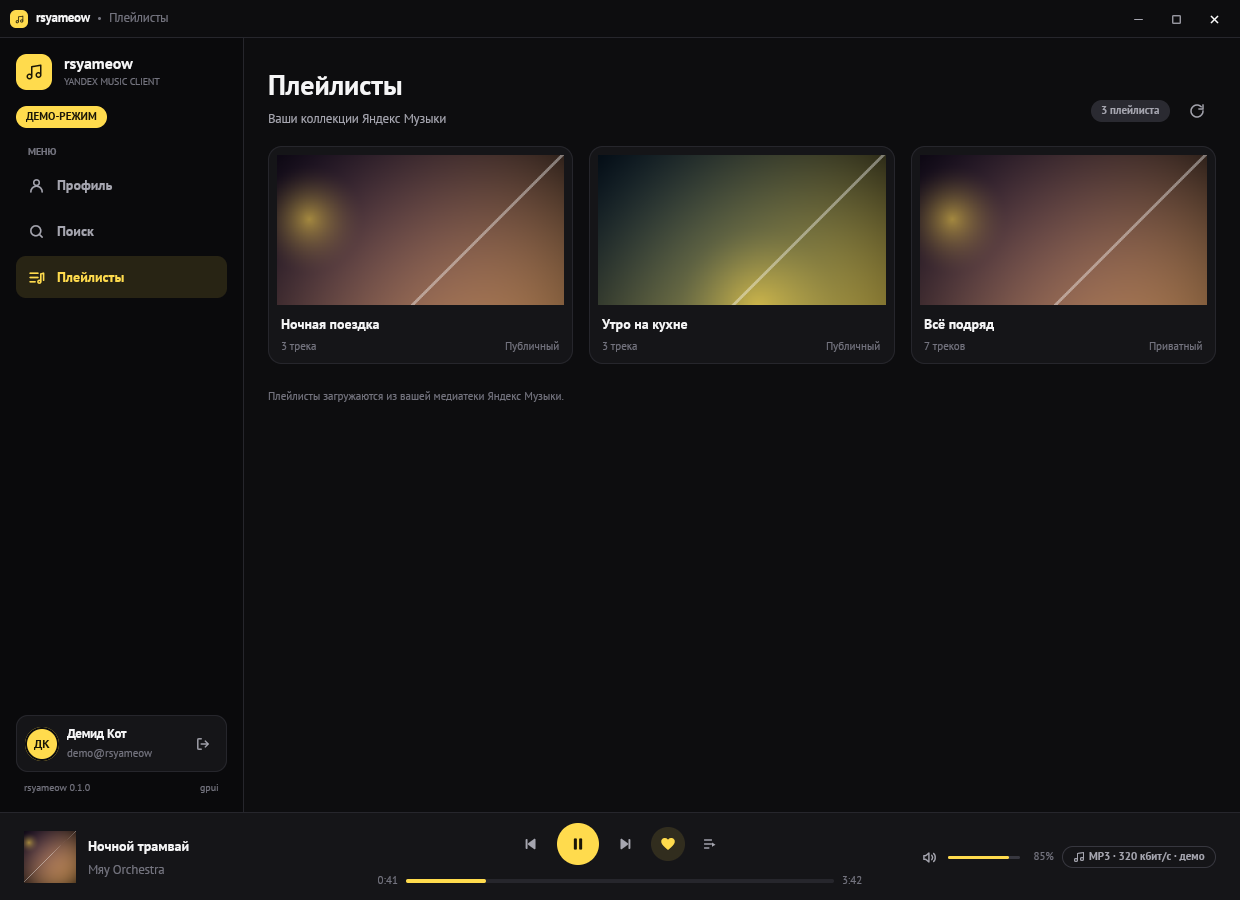 rsyameow • Плейлисты
rsyameow
YANDEX MUSIC CLIENT
ДЕМО-РЕЖИМ
МЕНЮ
Профиль
Поиск
Плейлисты
Демид Кот
ДК
demo@rsyameow
rsyameow 0.1.0 gpui
Плейлисты
Ваши коллекции Яндекс Музыки
3 плейлиста
Ночная поездка
3 трека Публичный
Утро на кухне
3 трека Публичный
Всё подряд
7 треков Приватный
Плейлисты загружаются из вашей медиатеки Яндекс Музыки.
Ночной трамвай
Мяу Orchestra
0:41 3:42
85%
MP3 · 320 кбит/с · демо